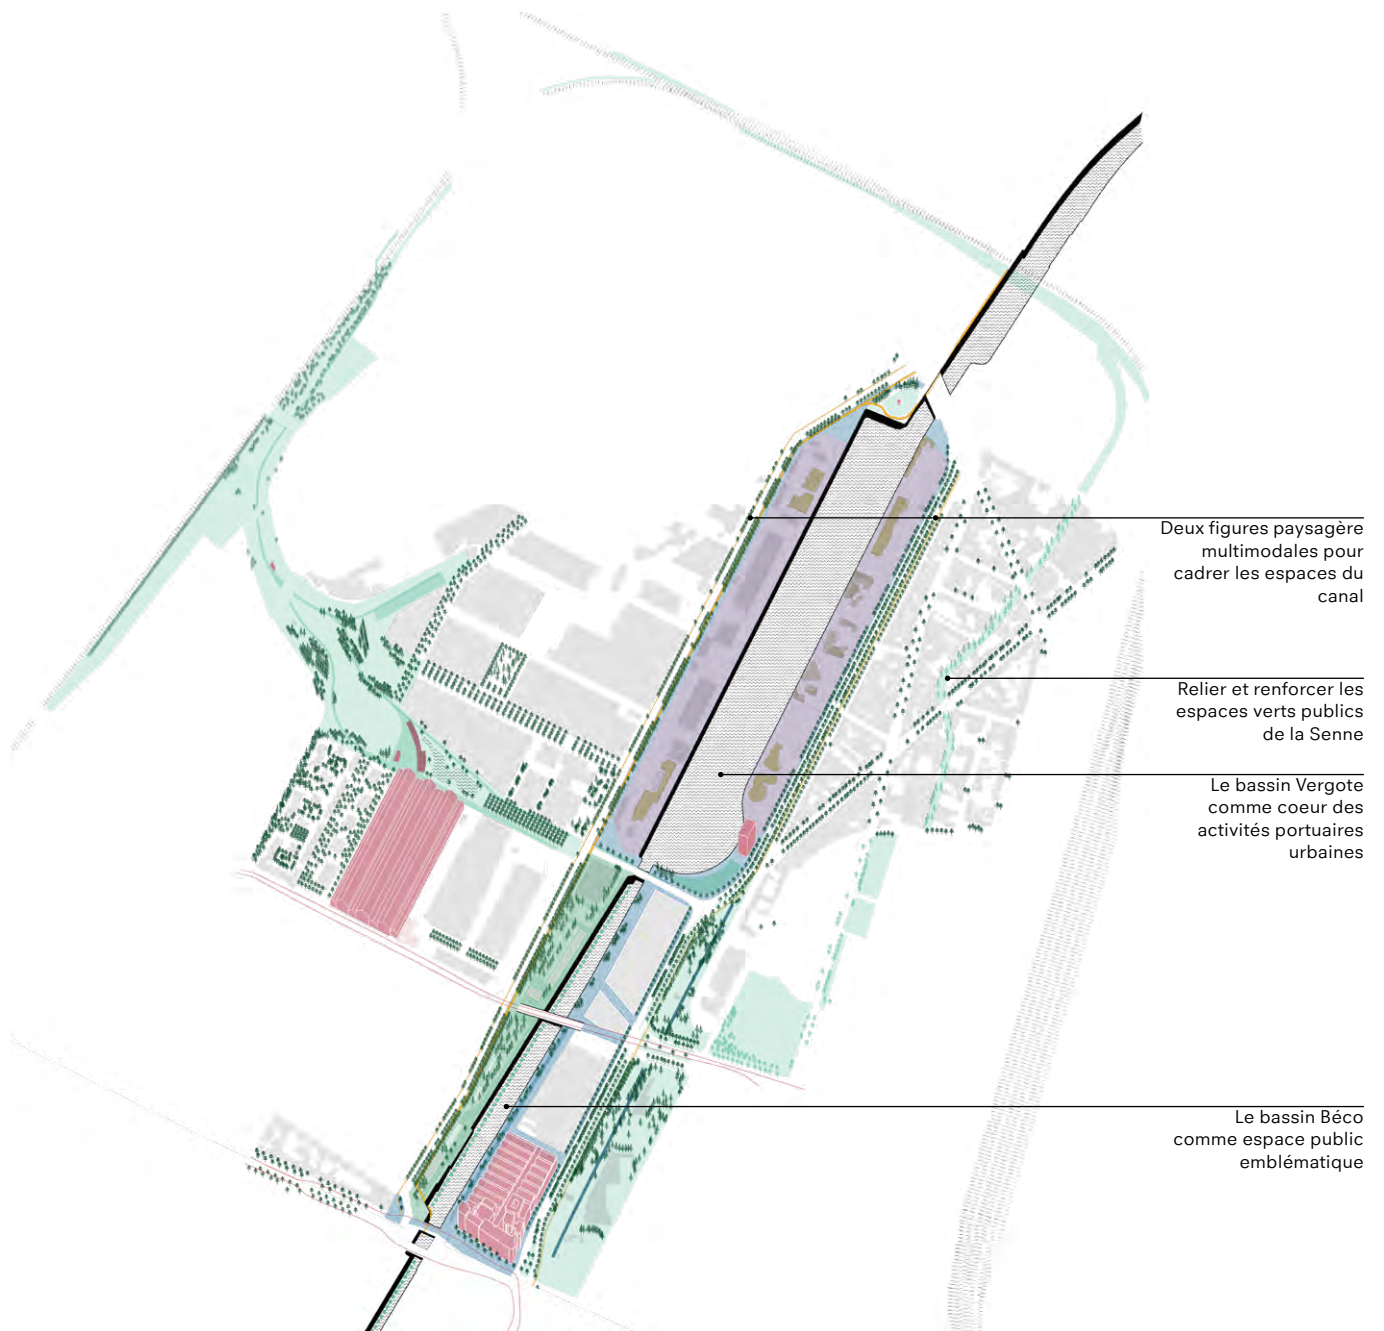 Deux figures paysagère
multimodales pour
cadrer les espaces du
canal
Relier et renforcer les
espaces verts publics
de la Senne
Le bassin Vergote
comme coeur des
activités portuaires
urbaines
Le bassin Béco
comme espace public
emblématique